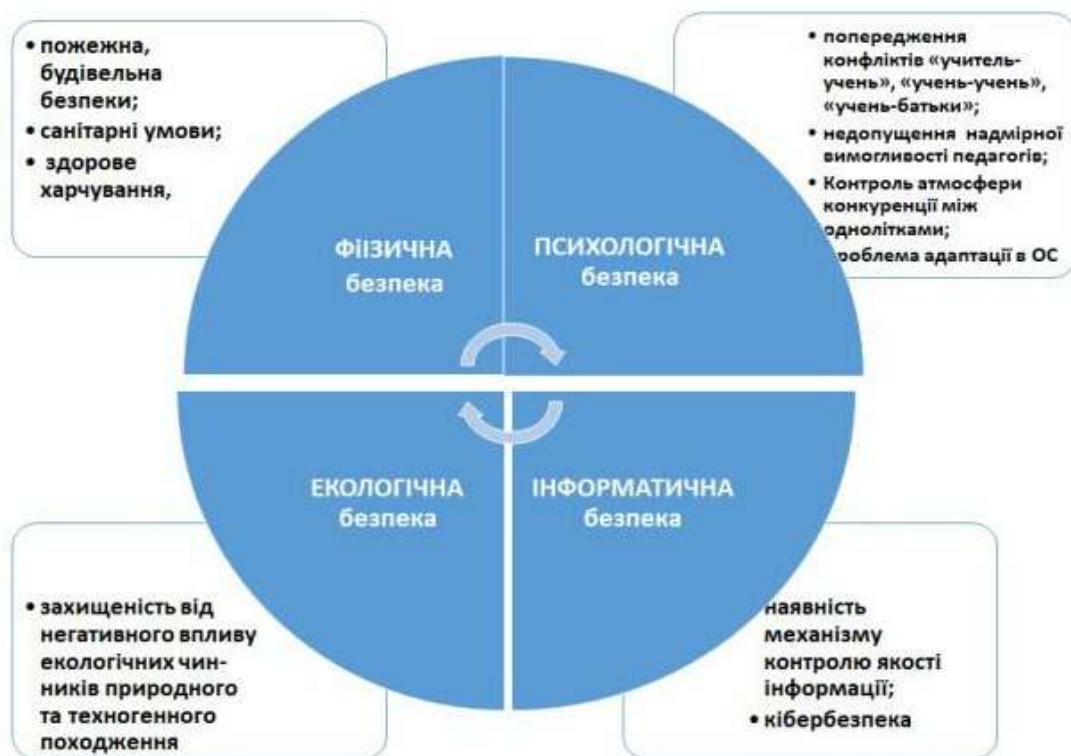 • пожежна,
будівельна
безпеки;
• санітарні умови;
• здорове
харчування,
• попередження
конфліктів «учитель-
учень», «учень-учень»,
«учень-батьки»;
• недопущення надмірної
вимогливості педагогів;
• Контроль атмосфери
конкуренції між
однолітками;
роблема адаптації в ОС
ФІІЗИЧНА
безпека
ПСИХОЛОГІЧНА
безпека
ЕКОЛОГІЧНА
безпека
ІНФОРМАТИЧНА
безпека
• захищеність від
негативного впливу
екологічних чин-
ників природного
та техногенного
походження
наявність
механізму
контролю якості
інформації;
• кібербезпека